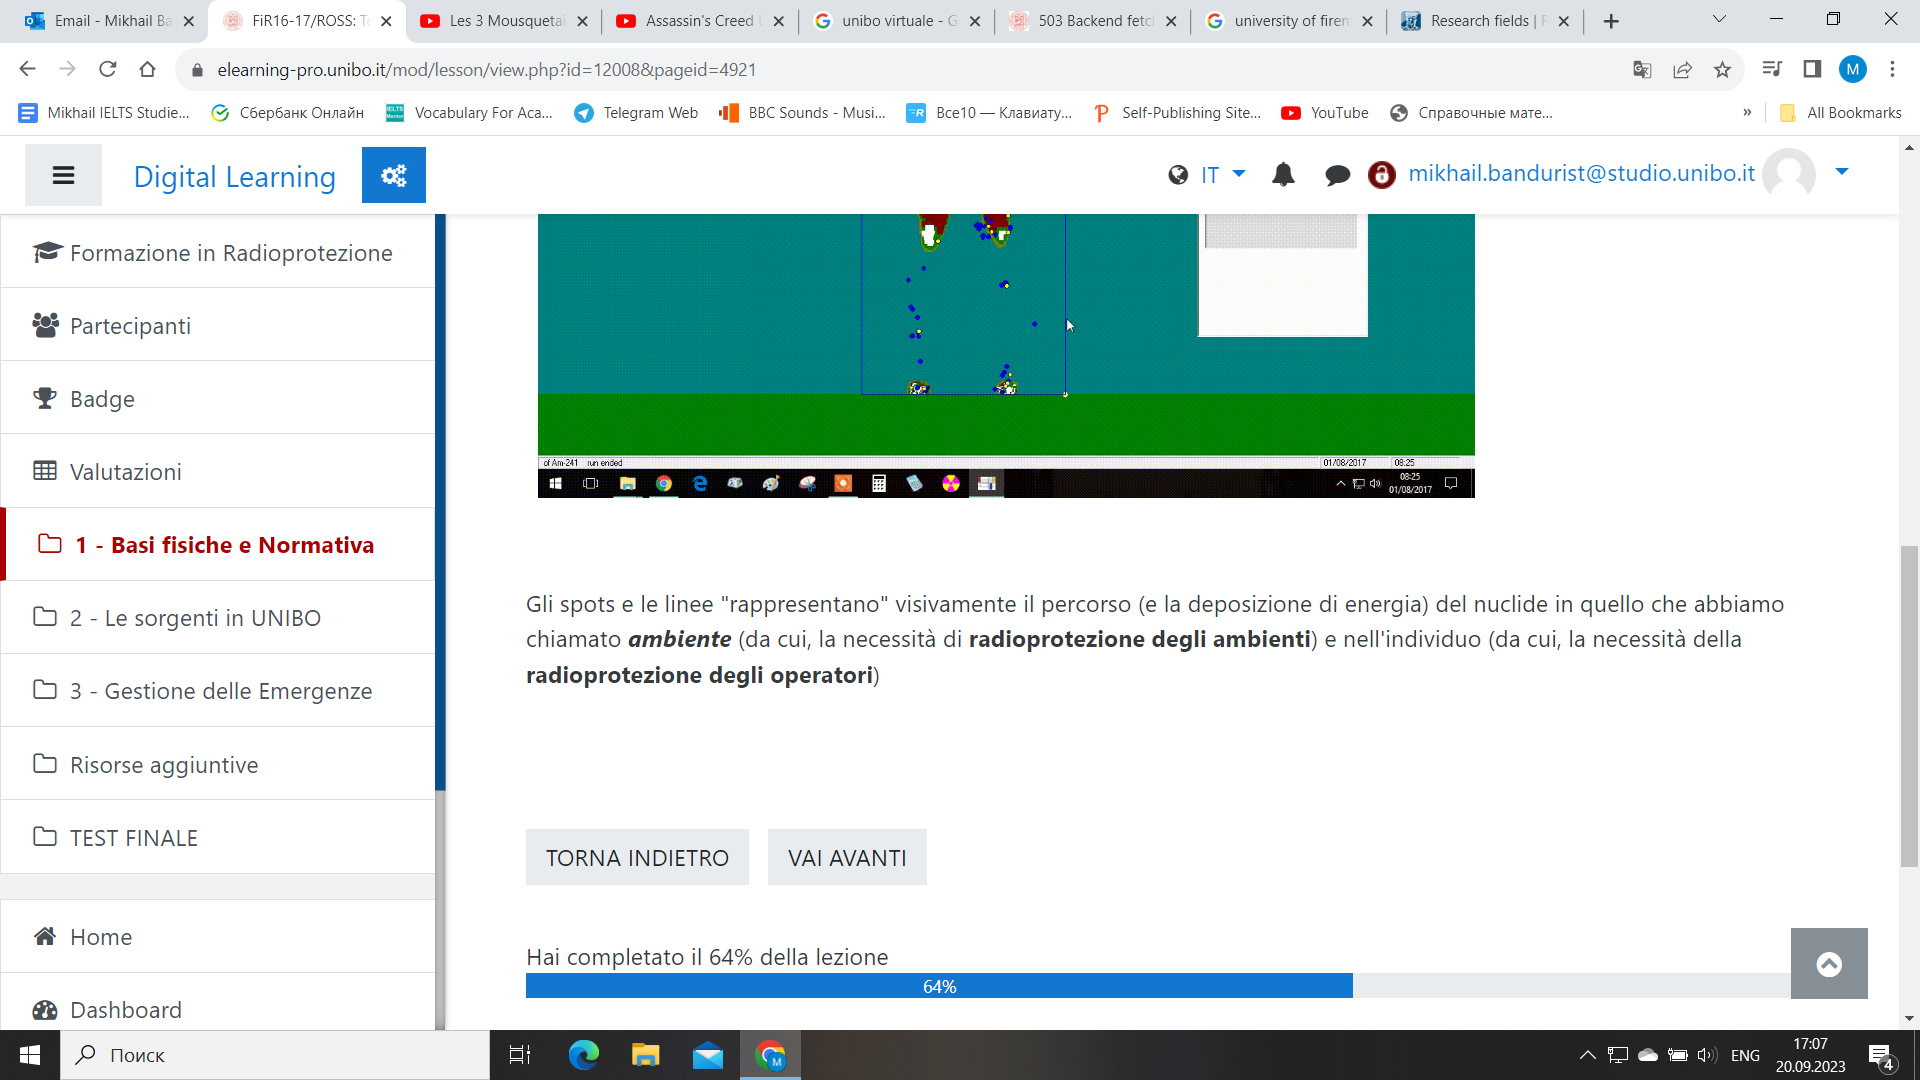 Email - Mikhail Ba
FiR16-17/ROSS: Te
Les 3 Mousquetai
Assassin's Creed U
unibo virtuale - G
503 Backend fetc
university of firen
Research fields | F
elearning-pro.unibo.it/mod/lesson/view.php?id=12008&pageid=4921
M
Mikhail IELTS Studie...
Сбербанк Онлайн
Vocabulary For Aca...
Telegram Web
BBC Sounds - Musi...
Все10 — Клавиату...
Self-Publishing Site...
YouTube
Справочные мате...
»
All Bookmarks
Digital Learning
IT
mikhail.bandurist@studio.unibo.it
Formazione in Radioprotezione
Partecipanti
Badge
Valutazioni
1 - Basi fisiche e Normativa
2 - Le sorgenti in UNIBO
3 - Gestione delle Emergenze
Risorse aggiuntive
TEST FINALE
Home
Dashboard
of Am-241 run ended
01/08/2017 08:25
08:25
01/08/2017
Gli spots e le linee "rappresentano" visivamente il percorso (e la deposizione di energia) del nuclide in quello che abbiamo
chiamato ambiente (da cui, la necessità di radioprotezione degli ambienti) e nell'individuo (da cui, la necessità della
radioprotezione degli operatori)
TORNA INDIETRO
VAI AVANTI
Hai completato il 64% della lezione
64%
Поиск
ENG
17:07
20.09.2023
4